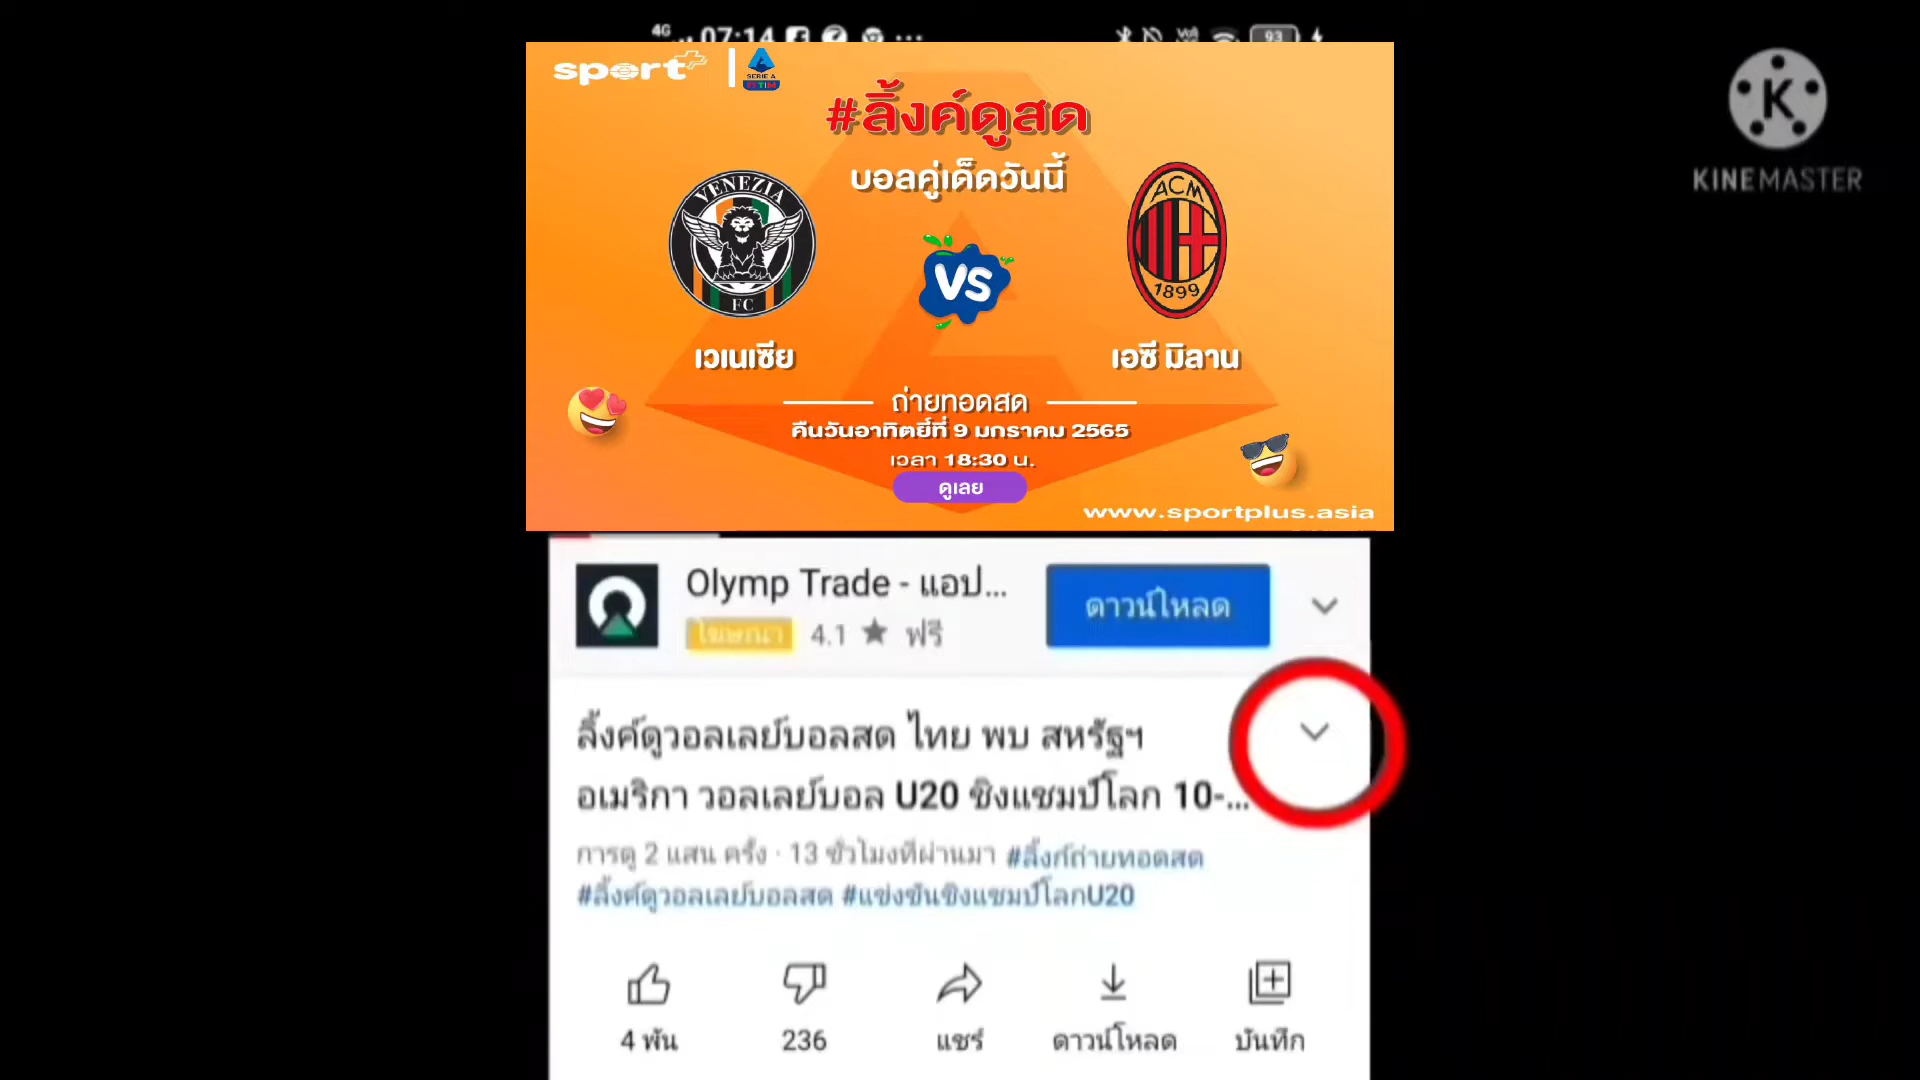 4G 07:14 93
sport+ SERIE A TIM
#ลิ้งค์ดูสด
บอลคู่เด็ดวันนี้
VENEZIA FC
VS
ACM 1899
เวเนเซีย
เอซี มิลาน
ถ่ายทอดสด
คืนวันอาทิตย์ที่ 9 มกราคม 2565
เวลา 18:30 น.
ดูเลย
www.sportplus.asia
KINEMASTER
Olymp Trade - แอป...
ดาวน์โหลด
โฆษณา 4.1 ★ ฟรี
ลิ้งค์ดูวอลเลย์บอลสด ไทย พบ สหรัฐฯ
อเมริกา วอลเลย์บอล U20 ชิงแชมป์โลก 10-...
การดู 2 แสน ครั้ง · 13 ชั่วโมงที่ผ่านมา #ลิ้งก์ถ่ายทอดสด
#ลิ้งค์ดูวอลเลย์บอลสด #แข่งขันชิงแชมป์โลกU20
4 พัน 236 แชร์ ดาวน์โหลด บันทึก